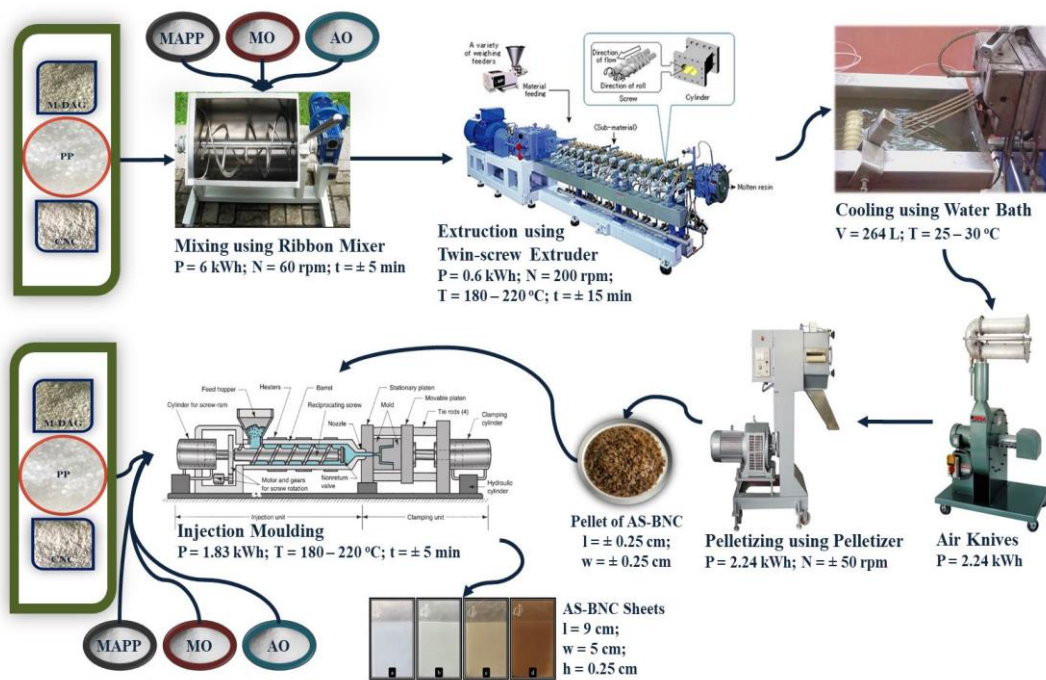 MAPP
MO
AO
M-DAG
PP
CNC
Mixing using Ribbon Mixer
P = 6 kWh; N = 60 rpm; t = ± 5 min
A variety
of weighing
feeders
Material
feeding
Direction
of flow
Direction of roll
Screw
Cylinder
(Sub-material)
Molten resin
Extruction using
Twin-screw Extruder
P = 0.6 kWh; N = 200 rpm;
T = 180 – 220 °C; t = ± 15 min
Cooling using Water Bath
V = 264 L; T = 25 – 30 °C
Air Knives
P = 2.24 kWh
Pelletizing using Pelletizer
P = 2.24 kWh; N = ± 50 rpm
Pellet of AS-BNC
l = ± 0.25 cm;
w = ± 0.25 cm
M-DAG
PP
CNC
Feed hopper
Cylinder for screw-ram
Heaters
Barrel
Reciprocating screw
Nozzle
Stationary platen
Movable platen
Mold
Tie rods (4)
Clamping
cylinder
Motor and gears
for screw rotation
Nonreturn
valve
Hydraulic
cylinder
Injection unit
Clamping unit
Injection Moulding
P = 1.83 kWh; T = 180 – 220 °C; t = ± 5 min
MAPP
MO
AO
a
b
c
d
AS-BNC Sheets
l = 9 cm;
w = 5 cm;
h = 0.25 cm